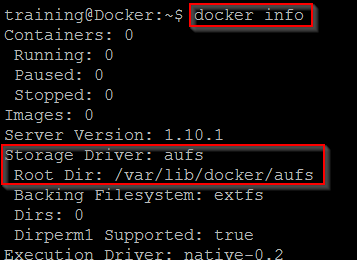 training@Docker:~$ docker info
Containers: 0
 Running: 0
 Paused: 0
 Stopped: 0
Images: 0
Server Version: 1.10.1
Storage Driver: aufs
 Root Dir: /var/lib/docker/aufs
 Backing Filesystem: extfs
 Dirs: 0
 Dirperm1 Supported: true
Execution Driver: native-0.2